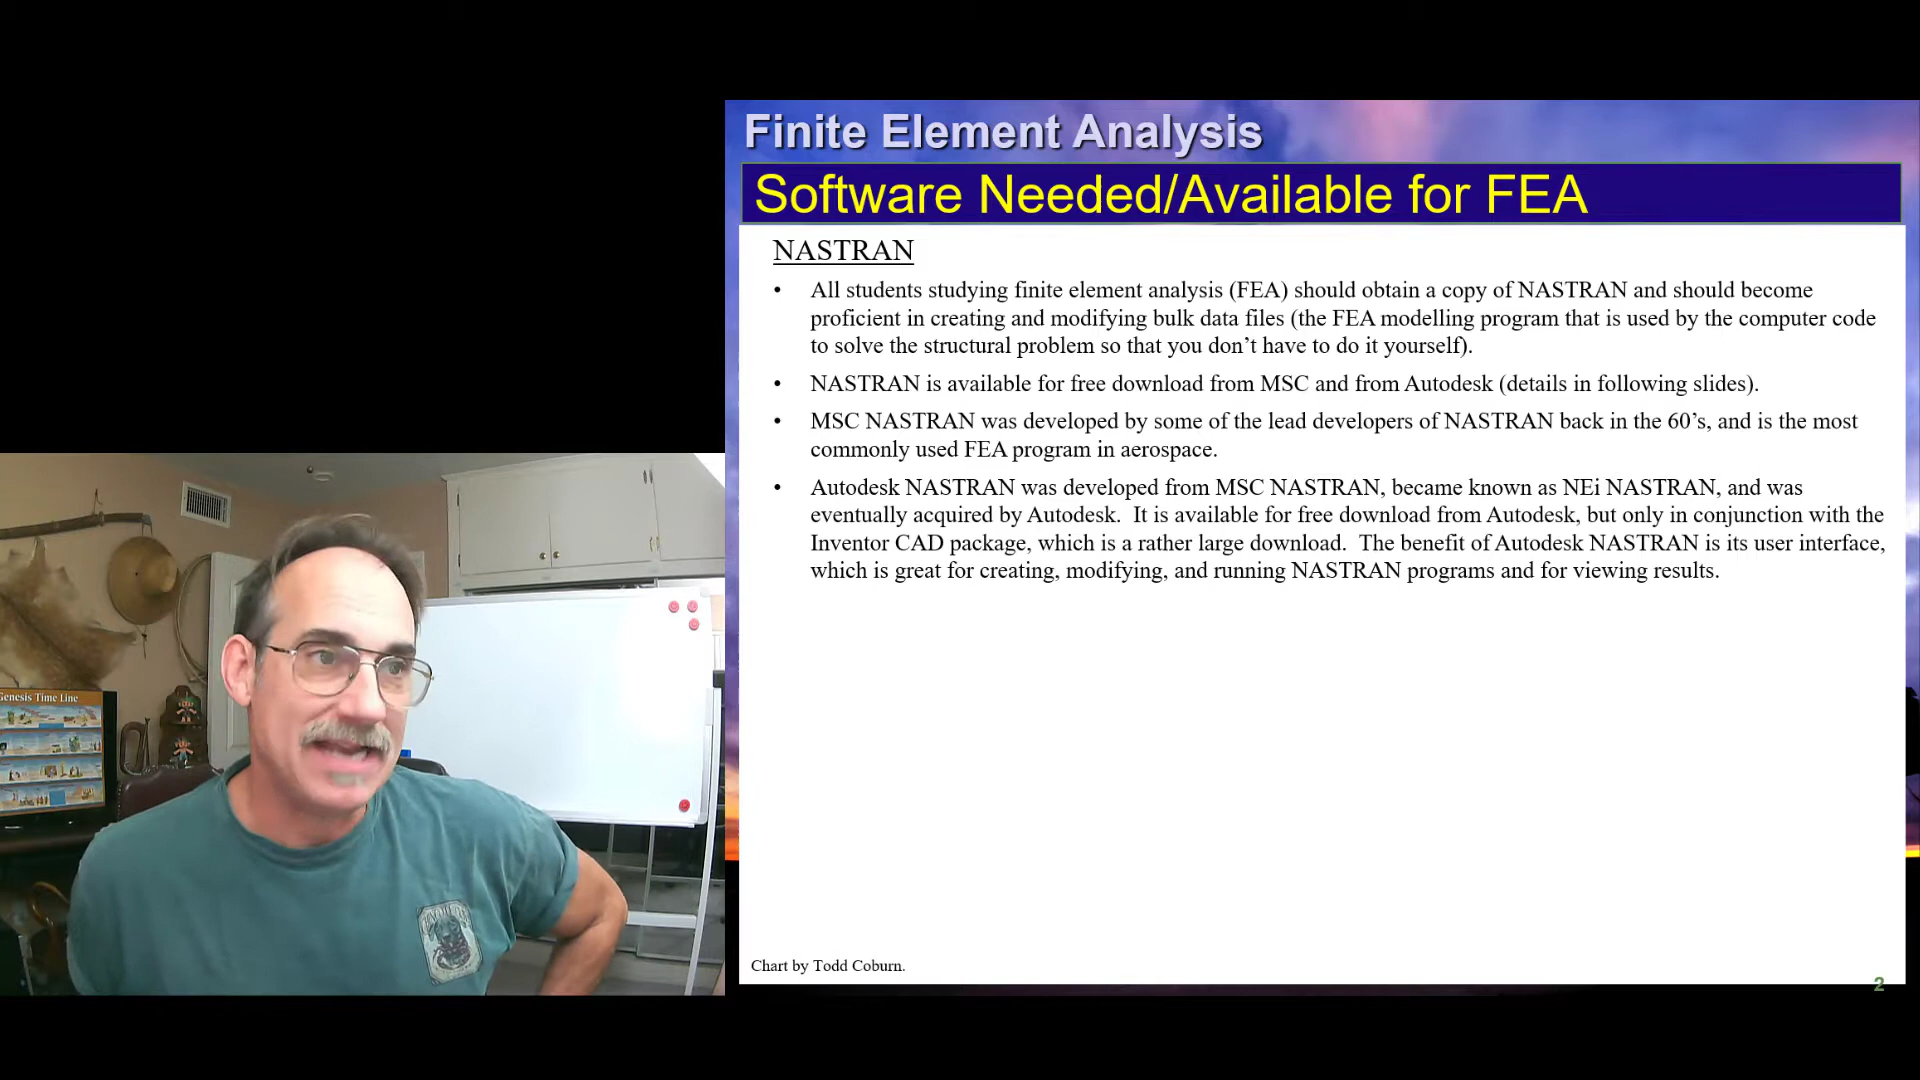 Finite Element Analysis
Software Needed/Available for FEA
NASTRAN
• All students studying finite element analysis (FEA) should obtain a copy of NASTRAN and should become
proficient in creating and modifying bulk data files (the FEA modelling program that is used by the computer code
to solve the structural problem so that you don’t have to do it yourself).
• NASTRAN is available for free download from MSC and from Autodesk (details in following slides).
• MSC NASTRAN was developed by some of the lead developers of NASTRAN back in the 60’s, and is the most
commonly used FEA program in aerospace.
• Autodesk NASTRAN was developed from MSC NASTRAN, became known as NEi NASTRAN, and was
eventually acquired by Autodesk. It is available for free download from Autodesk, but only in conjunction with the
Inventor CAD package, which is a rather large download. The benefit of Autodesk NASTRAN is its user interface,
which is great for creating, modifying, and running NASTRAN programs and for viewing results.
Chart by Todd Coburn.
2
Genesis Time Line